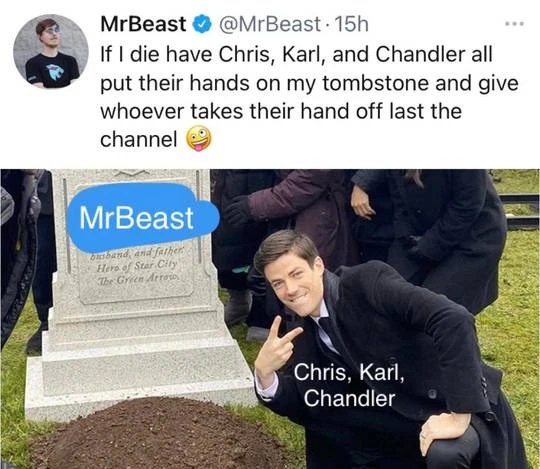 MrBeast @MrBeast · 15h
If I die have Chris, Karl, and Chandler all
put their hands on my tombstone and give
whoever takes their hand off last the
channel 🤪
MrBeast
husband, and father.
Hero of Star City
The Green Arrow.
Chris, Karl,
Chandler